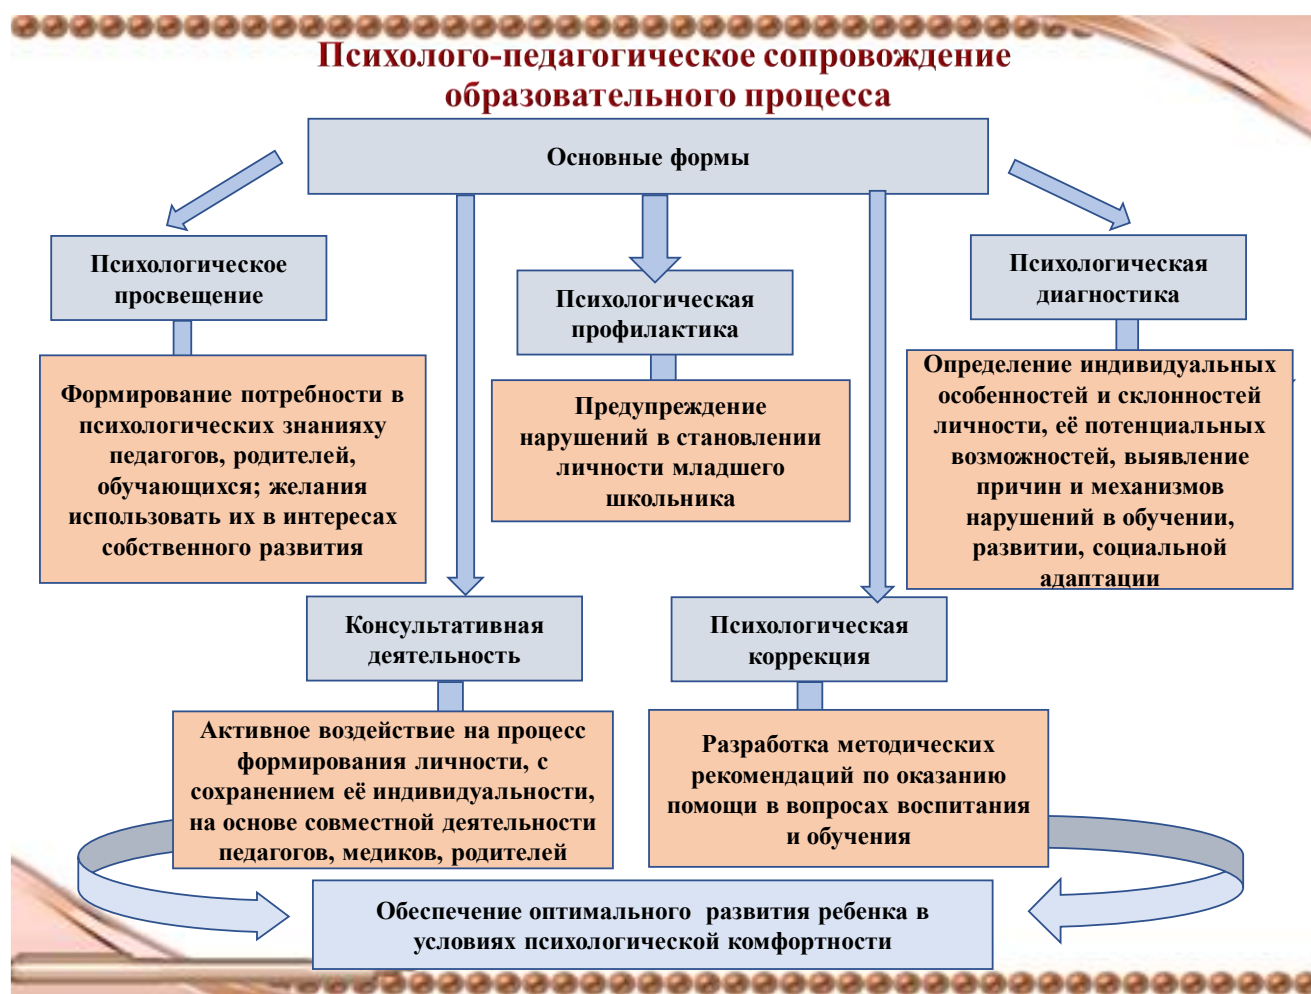 Психолого-педагогическое сопровождение
образовательного процесса
Основные формы
Психологическое
просвещение
Формирование потребности в
психологических знанияху
педагогов, родителей,
обучающихся; желания
использовать их в интересах
собственного развития
Психологическая
профилактика
Предупреждение
нарушений в становлении
личности младшего
школьника
Психологическая
диагностика
Определение индивидуальных
особенностей и склонностей
личности, её потенциальных
возможностей, выявление
причин и механизмов
нарушений в обучении,
развитии, социальной
адаптации
Консультативная
деятельность
Активное воздействие на процесс
формирования личности, с
сохранением её индивидуальности,
на основе совместной деятельности
педагогов, медиков, родителей
Психологическая
коррекция
Разработка методических
рекомендаций по оказанию
помощи в вопросах воспитания
и обучения
Обеспечение оптимального развития ребенка в
условиях психологической комфортности